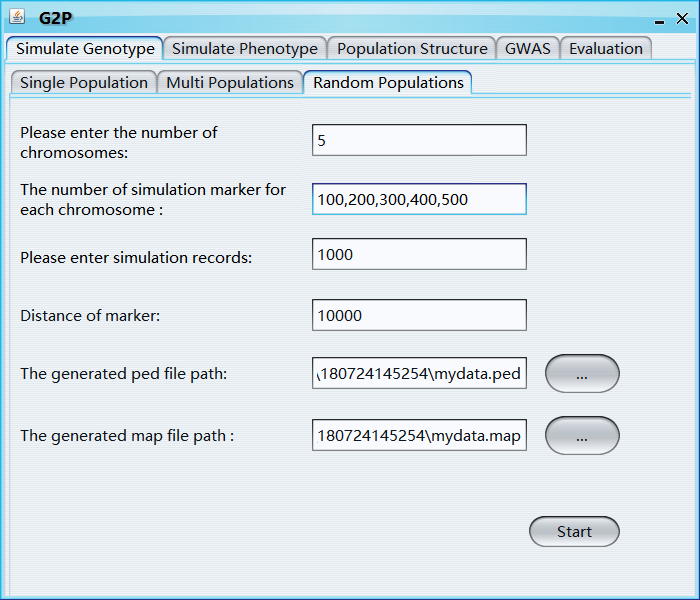 G2P
Simulate Genotype Simulate Phenotype Population Structure GWAS Evaluation
Single Population Multi Populations Random Populations
Please enter the number of
chromosomes:
5
The number of simulation marker for
each chromosome :
100,200,300,400,500
Please enter simulation records:
1000
Distance of marker:
10000
The generated ped file path:
\180724145254\mydata.ped
...
The generated map file path :
180724145254\mydata.map
...
Start